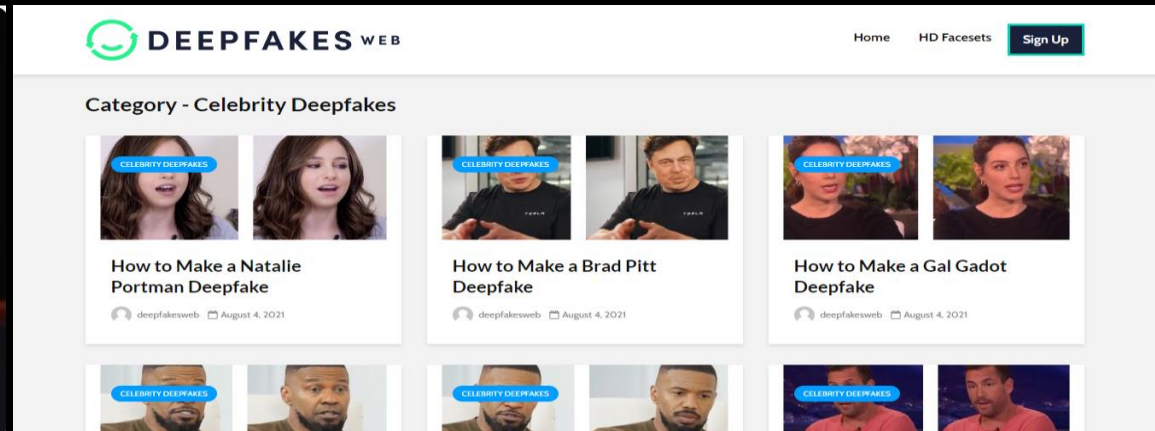 DEEPFAKES WEB
Home HD Facesets Sign Up
Category - Celebrity Deepfakes
CELEBRITY DEEPFAKES
CELEBRITY DEEPFAKES
CELEBRITY DEEPFAKES
TESLA
TESLA
How to Make a Natalie
Portman Deepfake
deepfakesweb August 4, 2021
How to Make a Brad Pitt
Deepfake
deepfakesweb August 4, 2021
How to Make a Gal Gadot
Deepfake
deepfakesweb August 4, 2021
CELEBRITY DEEPFAKES
CELEBRITY DEEPFAKES
CELEBRITY DEEPFAKES